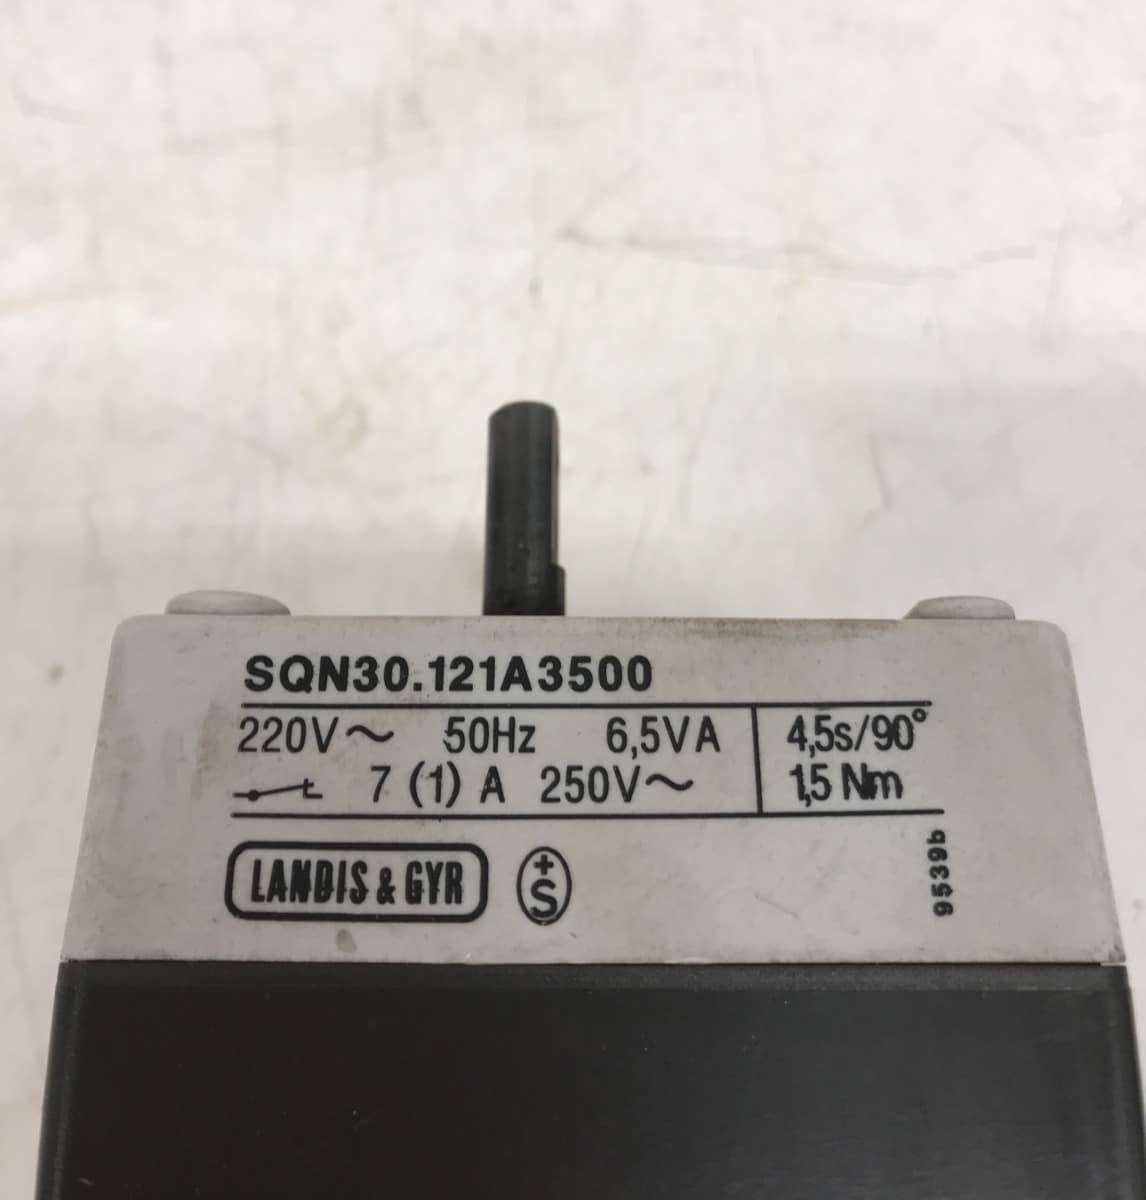 SQN30.121A3500
220V~ 50Hz 6,5VA 4,5s/90°
7 (1) A 250V~ 1,5 Nm
LANDIS & GYR +S
9539b